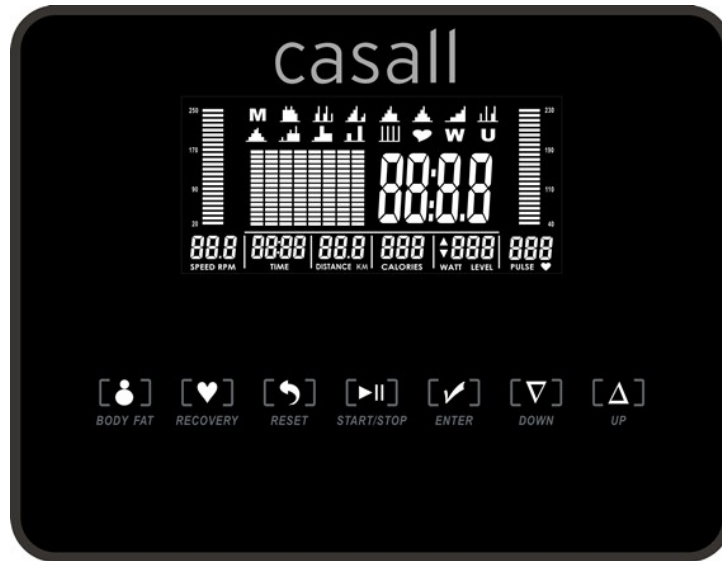 casall
250 M 230
170 W U 190
90 88:8.8 110
20 40
88.8 88:88 88.8 888 888 888
SPEED RPM TIME DISTANCE KM CALORIES WATT LEVEL PULSE
BODY FAT RECOVERY RESET START/STOP ENTER DOWN UP